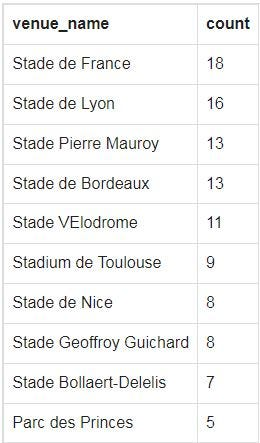 venue_name count
Stade de France 18
Stade de Lyon 16
Stade Pierre Mauroy 13
Stade de Bordeaux 13
Stade VElodrome 11
Stadium de Toulouse 9
Stade de Nice 8
Stade Geoffroy Guichard 8
Stade Bollaert-Delelis 7
Parc des Princes 5